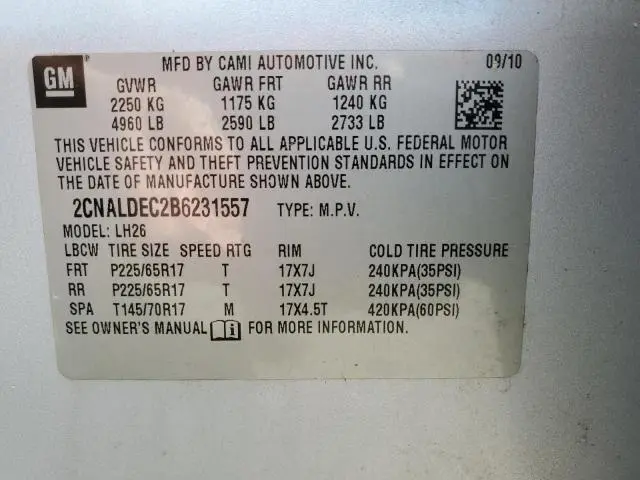 GM MFD BY CAMI AUTOMOTIVE INC. 09/10
GVWR GAWR FRT GAWR RR
2250 KG 1175 KG 1240 KG
4960 LB 2590 LB 2733 LB
THIS VEHICLE CONFORMS TO ALL APPLICABLE U.S. FEDERAL MOTOR
VEHICLE SAFETY AND THEFT PREVENTION STANDARDS IN EFFECT ON
THE DATE OF MANUFACTURE SHOWN ABOVE.
2CNALDEC2B6231557 TYPE: M.P.V.
MODEL: LH26
LBCW TIRE SIZE SPEED RTG RIM COLD TIRE PRESSURE
FRT P225/65R17 T 17X7J 240KPA(35PSI)
RR P225/65R17 T 17X7J 240KPA(35PSI)
SPA T145/70R17 M 17X4.5T 420KPA(60PSI)
SEE OWNER'S MANUAL i FOR MORE INFORMATION.